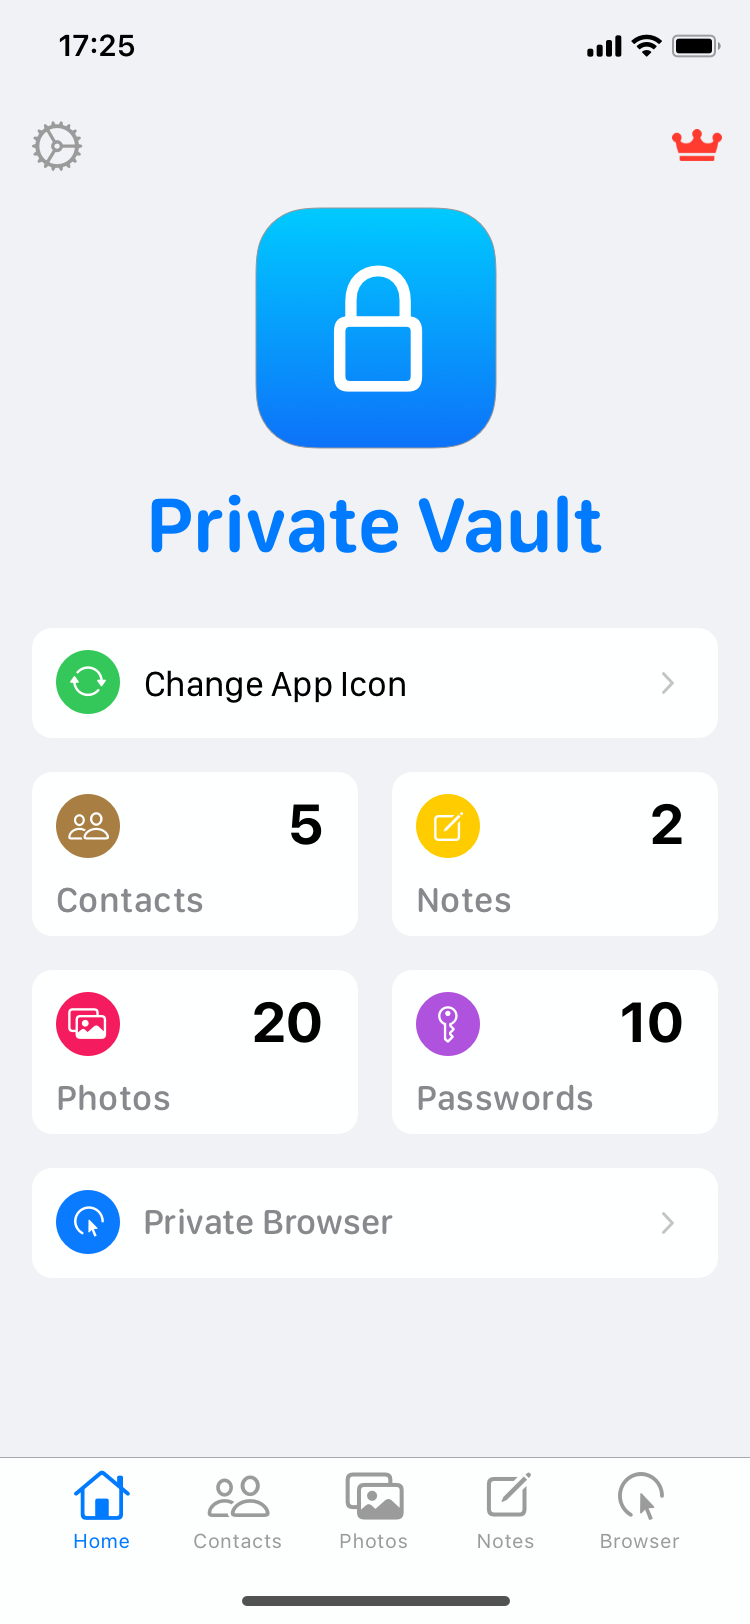 17:25
Private Vault
Change App Icon
5
Contacts
2
Notes
20
Photos
10
Passwords
Private Browser
Home
Contacts
Photos
Notes
Browser